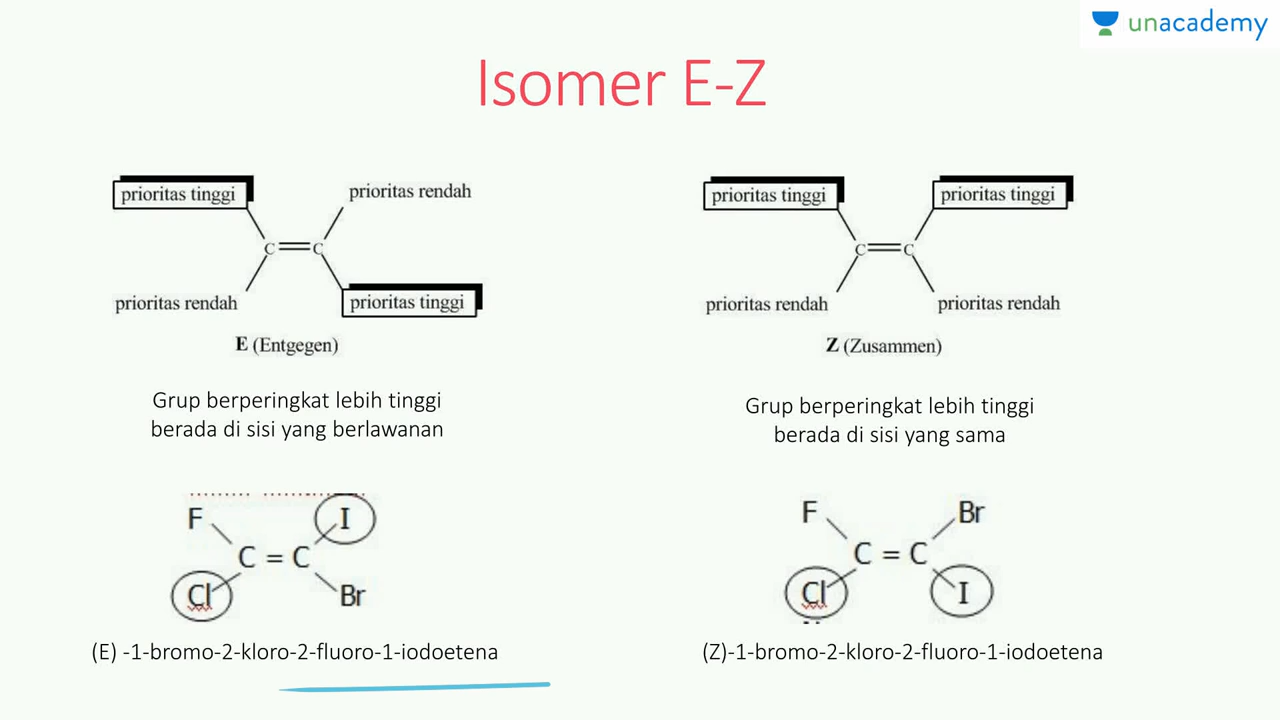 unacademy
Isomer E-Z
prioritas tinggi
prioritas rendah
C C
prioritas rendah
prioritas tinggi
E (Entgegen)
Grup berperingkat lebih tinggi
berada di sisi yang berlawanan
F
I
C = C
Cl
Br
(E) -1-bromo-2-kloro-2-fluoro-1-iodoetena
prioritas tinggi
prioritas tinggi
C C
prioritas rendah
prioritas rendah
Z (Zusammen)
Grup berperingkat lebih tinggi
berada di sisi yang sama
F
Br
C = C
Cl
I
(Z)-1-bromo-2-kloro-2-fluoro-1-iodoetena